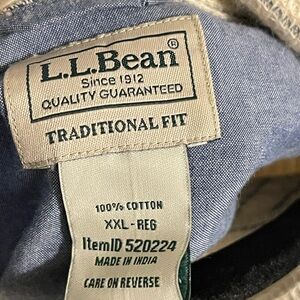 L.L.Bean®
Since 1912
QUALITY GUARANTEED
TRADITIONAL FIT
100% COTTON
XXL - REG
ItemID 520224
MADE IN INDIA
CARE ON REVERSE